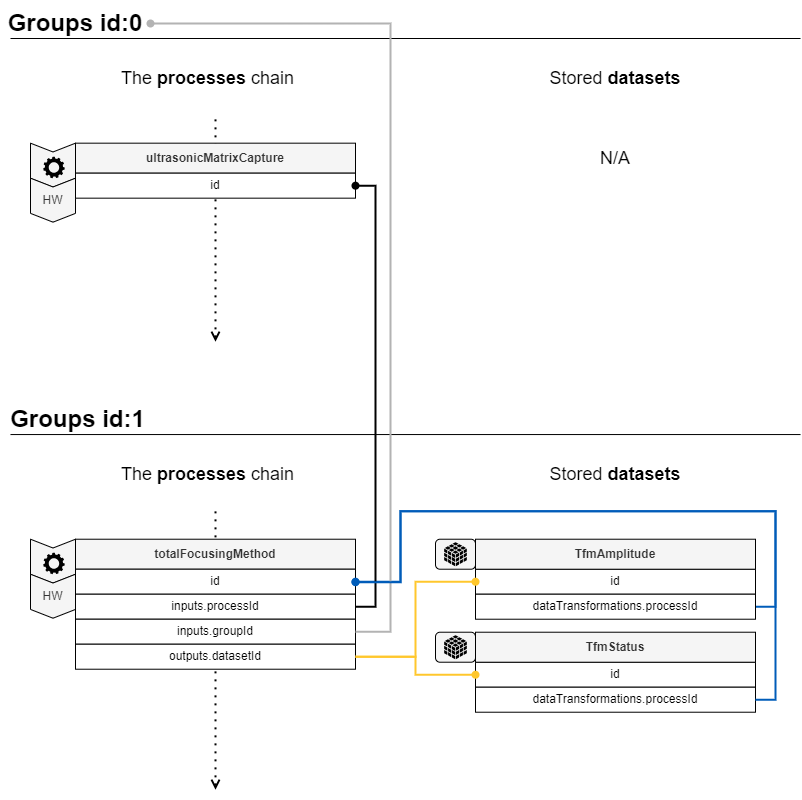 Groups id:0
The processes chain
Stored datasets
ultrasonicMatrixCapture
id
HW
N/A
Groups id:1
The processes chain
Stored datasets
totalFocusingMethod
id
inputs.processId
inputs.groupId
outputs.datasetId
HW
TfmAmplitude
id
dataTransformations.processId
TfmStatus
id
dataTransformations.processId